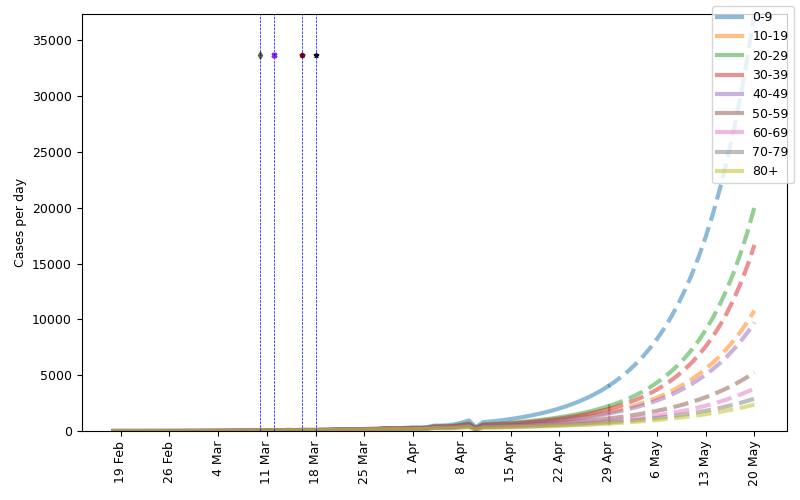 35000
30000
25000
20000
15000
10000
5000
0
Cases per day
19 Feb
26 Feb
4 Mar
11 Mar
18 Mar
25 Mar
1 Apr
8 Apr
15 Apr
22 Apr
29 Apr
6 May
13 May
20 May
0-9
10-19
20-29
30-39
40-49
50-59
60-69
70-79
80+